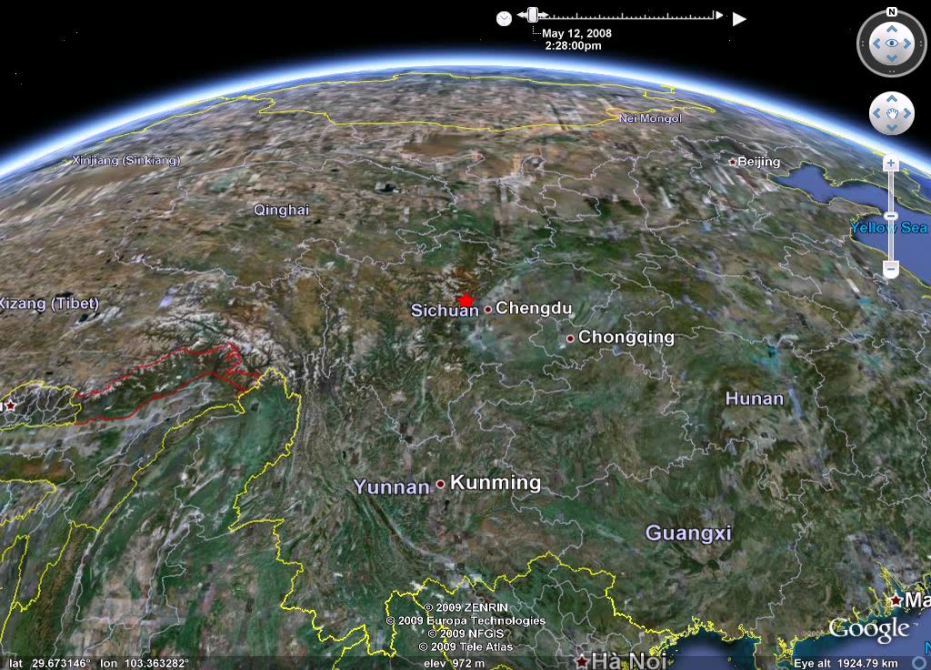 May 12, 2008
2:28:00pm
N
Nei Mongol
Xinjiang (Sinkiang)
Beijing
Qinghai
Yellow Sea
Xizang (Tibet)
Sichuan
Chengdu
Chongqing
Hunan
Yunnan
Kunming
Guangxi
© 2009 ZENRIN
© 2009 Europa Technologies
© 2009 NFGIS
© 2009 Tele Atlas
Ma
Google
Hà Noi
lat 29.673146° lon 103.363282°
elev 972 m
Eye alt 1924.79 km